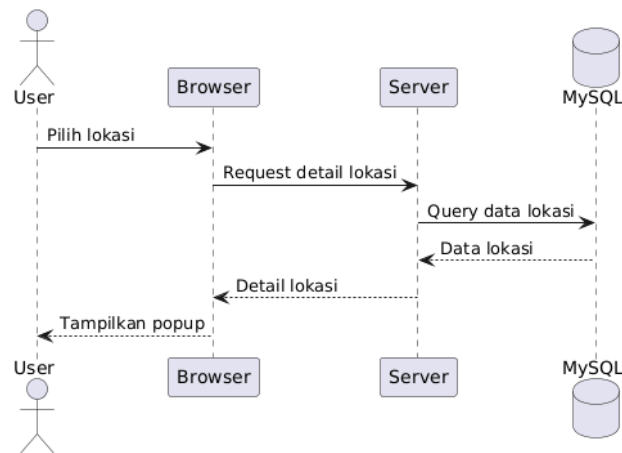 User
Browser
Server
MySQL
Pilih lokasi
Request detail lokasi
Query data lokasi
Data lokasi
Detail lokasi
Tampilkan popup
User
Browser
Server
MySQL